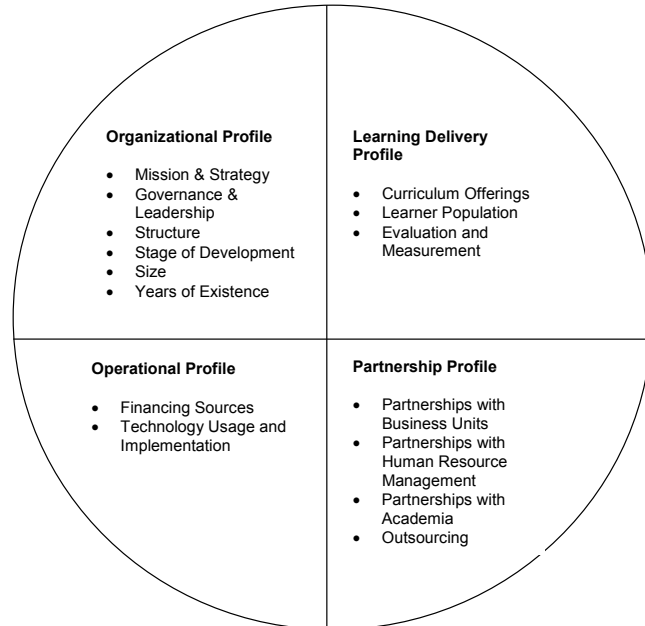 Organizational Profile
• Mission & Strategy
• Governance &
Leadership
• Structure
• Stage of Development
• Size
• Years of Existence
Learning Delivery
Profile
• Curriculum Offerings
• Learner Population
• Evaluation and
Measurement
Operational Profile
• Financing Sources
• Technology Usage and
Implementation
Partnership Profile
• Partnerships with
Business Units
• Partnerships with
Human Resource
Management
• Partnerships with
Academia
• Outsourcing